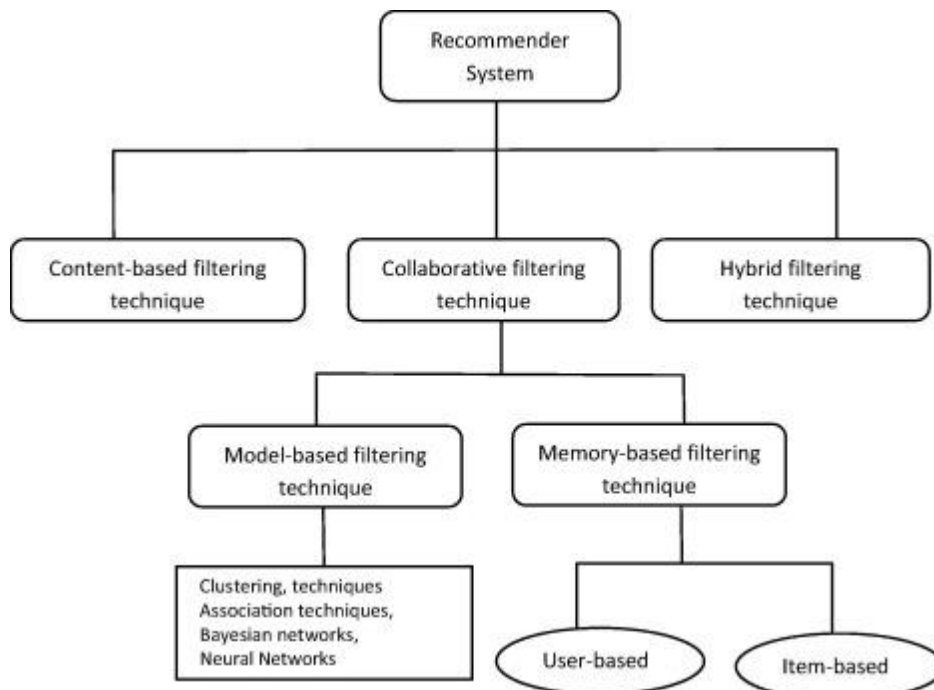 Recommender
System
Content-based filtering
technique
Collaborative filtering
technique
Hybrid filtering
technique
Model-based filtering
technique
Memory-based filtering
technique
Clustering, techniques
Association techniques,
Bayesian networks,
Neural Networks
User-based
Item-based